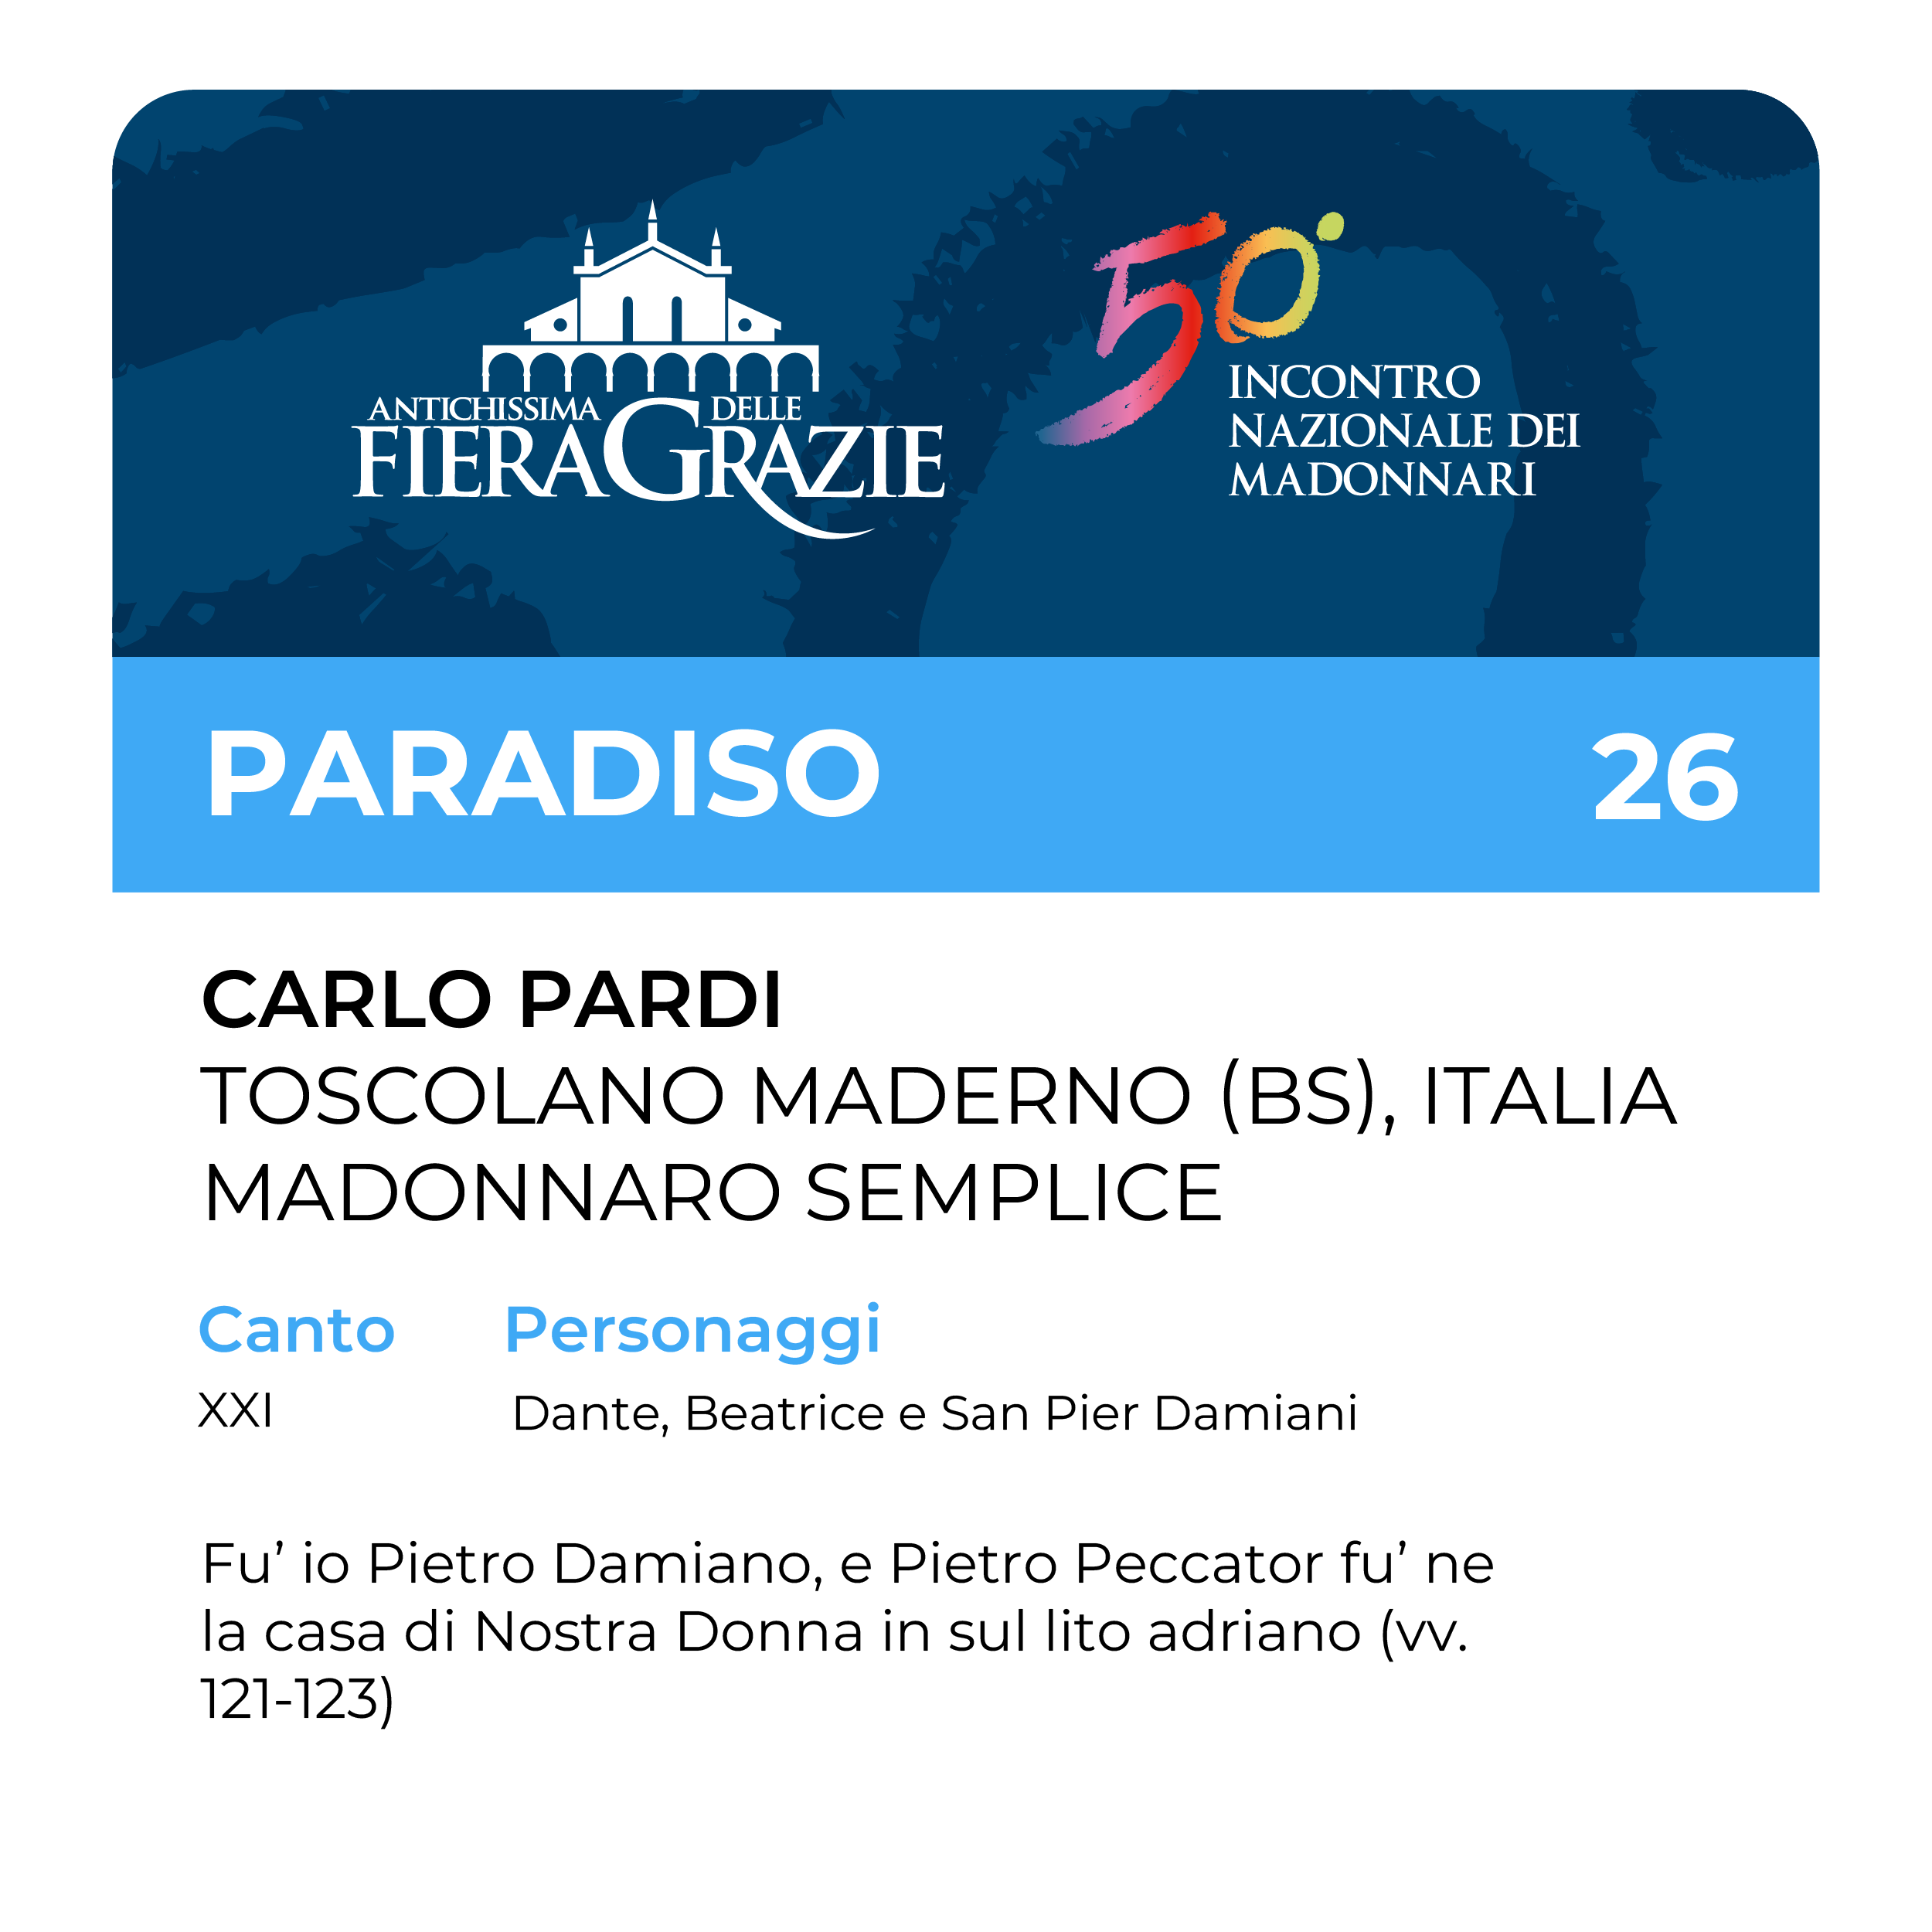 ANTICHISSIMA DELLE
FIERAGRAZIE
50°
INCONTRO
NAZIONALE DEI
MADONNARI
PARADISO 26
CARLO PARDI
TOSCOLANO MADERNO (BS), ITALIA
MADONNARO SEMPLICE
Canto Personaggi
XXI Dante, Beatrice e San Pier Damiani
Fu’ io Pietro Damiano, e Pietro Peccator fu’ ne
la casa di Nostra Donna in sul lito adriano (vv.
121-123)